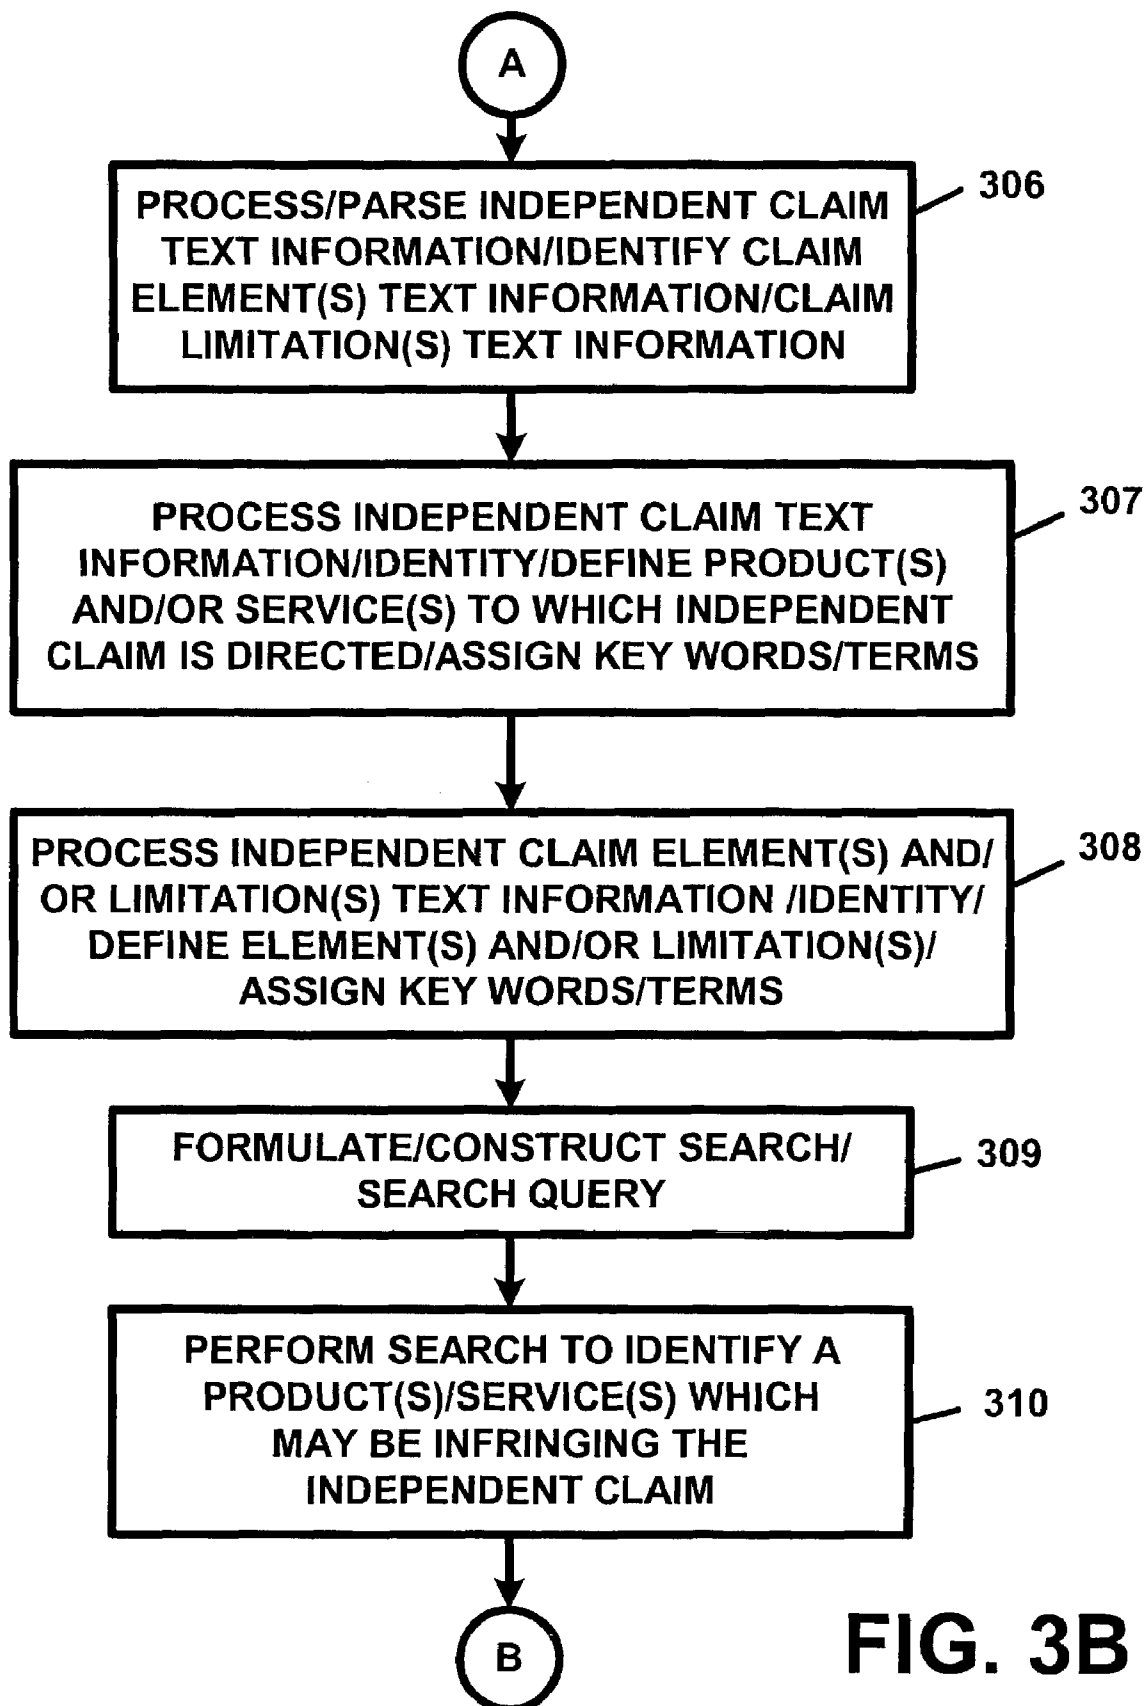 A
PROCESS/PARSE INDEPENDENT CLAIM
TEXT INFORMATION/IDENTIFY CLAIM
ELEMENT(S) TEXT INFORMATION/CLAIM
LIMITATION(S) TEXT INFORMATION
306
PROCESS INDEPENDENT CLAIM TEXT
INFORMATION/IDENTITY/DEFINE PRODUCT(S)
AND/OR SERVICE(S) TO WHICH INDEPENDENT
CLAIM IS DIRECTED/ASSIGN KEY WORDS/TERMS
307
PROCESS INDEPENDENT CLAIM ELEMENT(S) AND/
OR LIMITATION(S) TEXT INFORMATION /IDENTITY/
DEFINE ELEMENT(S) AND/OR LIMITATION(S)/
ASSIGN KEY WORDS/TERMS
308
FORMULATE/CONSTRUCT SEARCH/
SEARCH QUERY
309
PERFORM SEARCH TO IDENTIFY A
PRODUCT(S)/SERVICE(S) WHICH
MAY BE INFRINGING THE
INDEPENDENT CLAIM
310
B
FIG. 3B